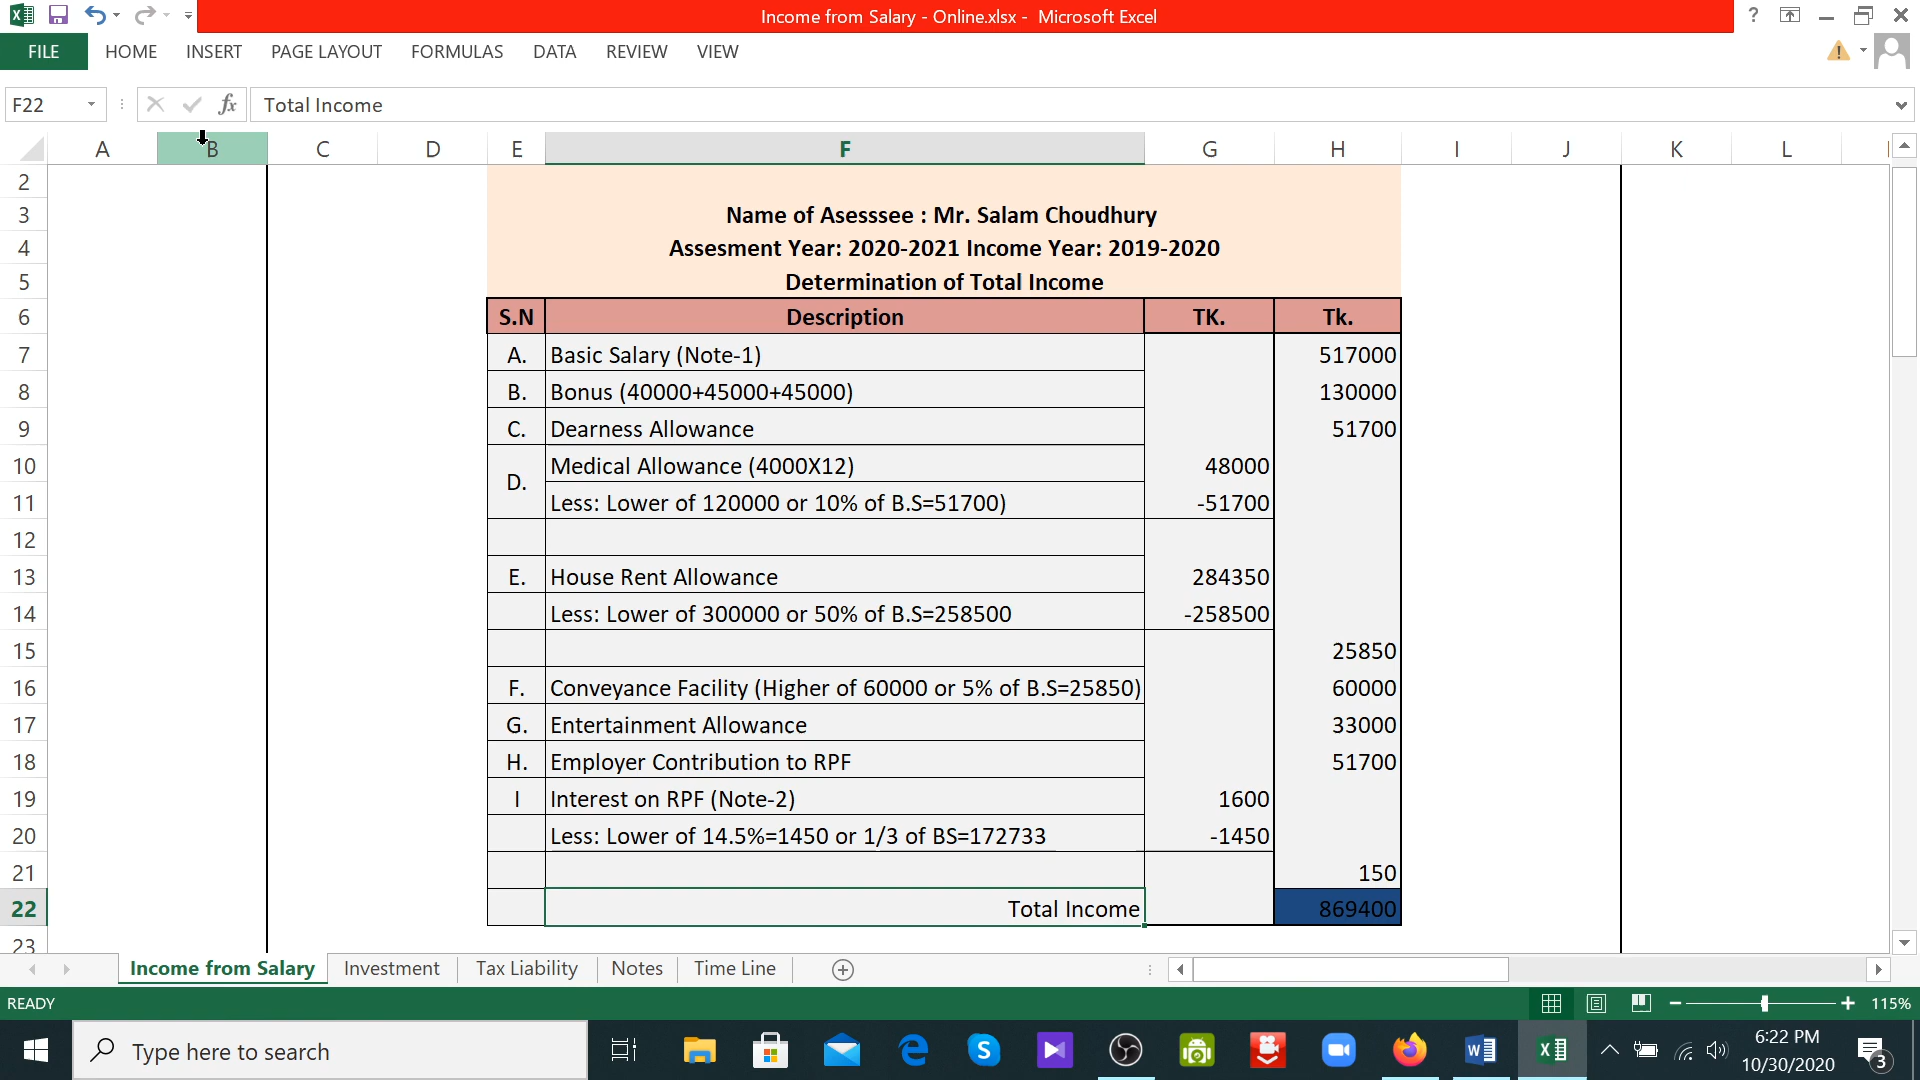 Income from Salary - Online.xlsx - Microsoft Excel
FILE HOME INSERT PAGE LAYOUT FORMULAS DATA REVIEW VIEW
F22 Total Income
A B C D E F G H I J K L
2
3 Name of Asesssee : Mr. Salam Choudhury
4 Assesment Year: 2020-2021 Income Year: 2019-2020
5 Determination of Total Income
6 S.N Description TK. Tk.
7 A. Basic Salary (Note-1) 517000
8 B. Bonus (40000+45000+45000) 130000
9 C. Dearness Allowance 51700
D.
10 Medical Allowance (4000X12) 48000
11 Less: Lower of 120000 or 10% of B.S=51700) -51700
12
13 E. House Rent Allowance 284350
14 Less: Lower of 300000 or 50% of B.S=258500 -258500
15 25850
16 F. Conveyance Facility (Higher of 60000 or 5% of B.S=25850) 60000
17 G. Entertainment Allowance 33000
18 H. Employer Contribution to RPF 51700
19 I Interest on RPF (Note-2) 1600
20 Less: Lower of 14.5%=1450 or 1/3 of BS=172733 -1450
21 150
22 Total Income 869400
23
Income from Salary Investment Tax Liability Notes Time Line
READY 115%
Type here to search
6:22 PM
10/30/2020
3